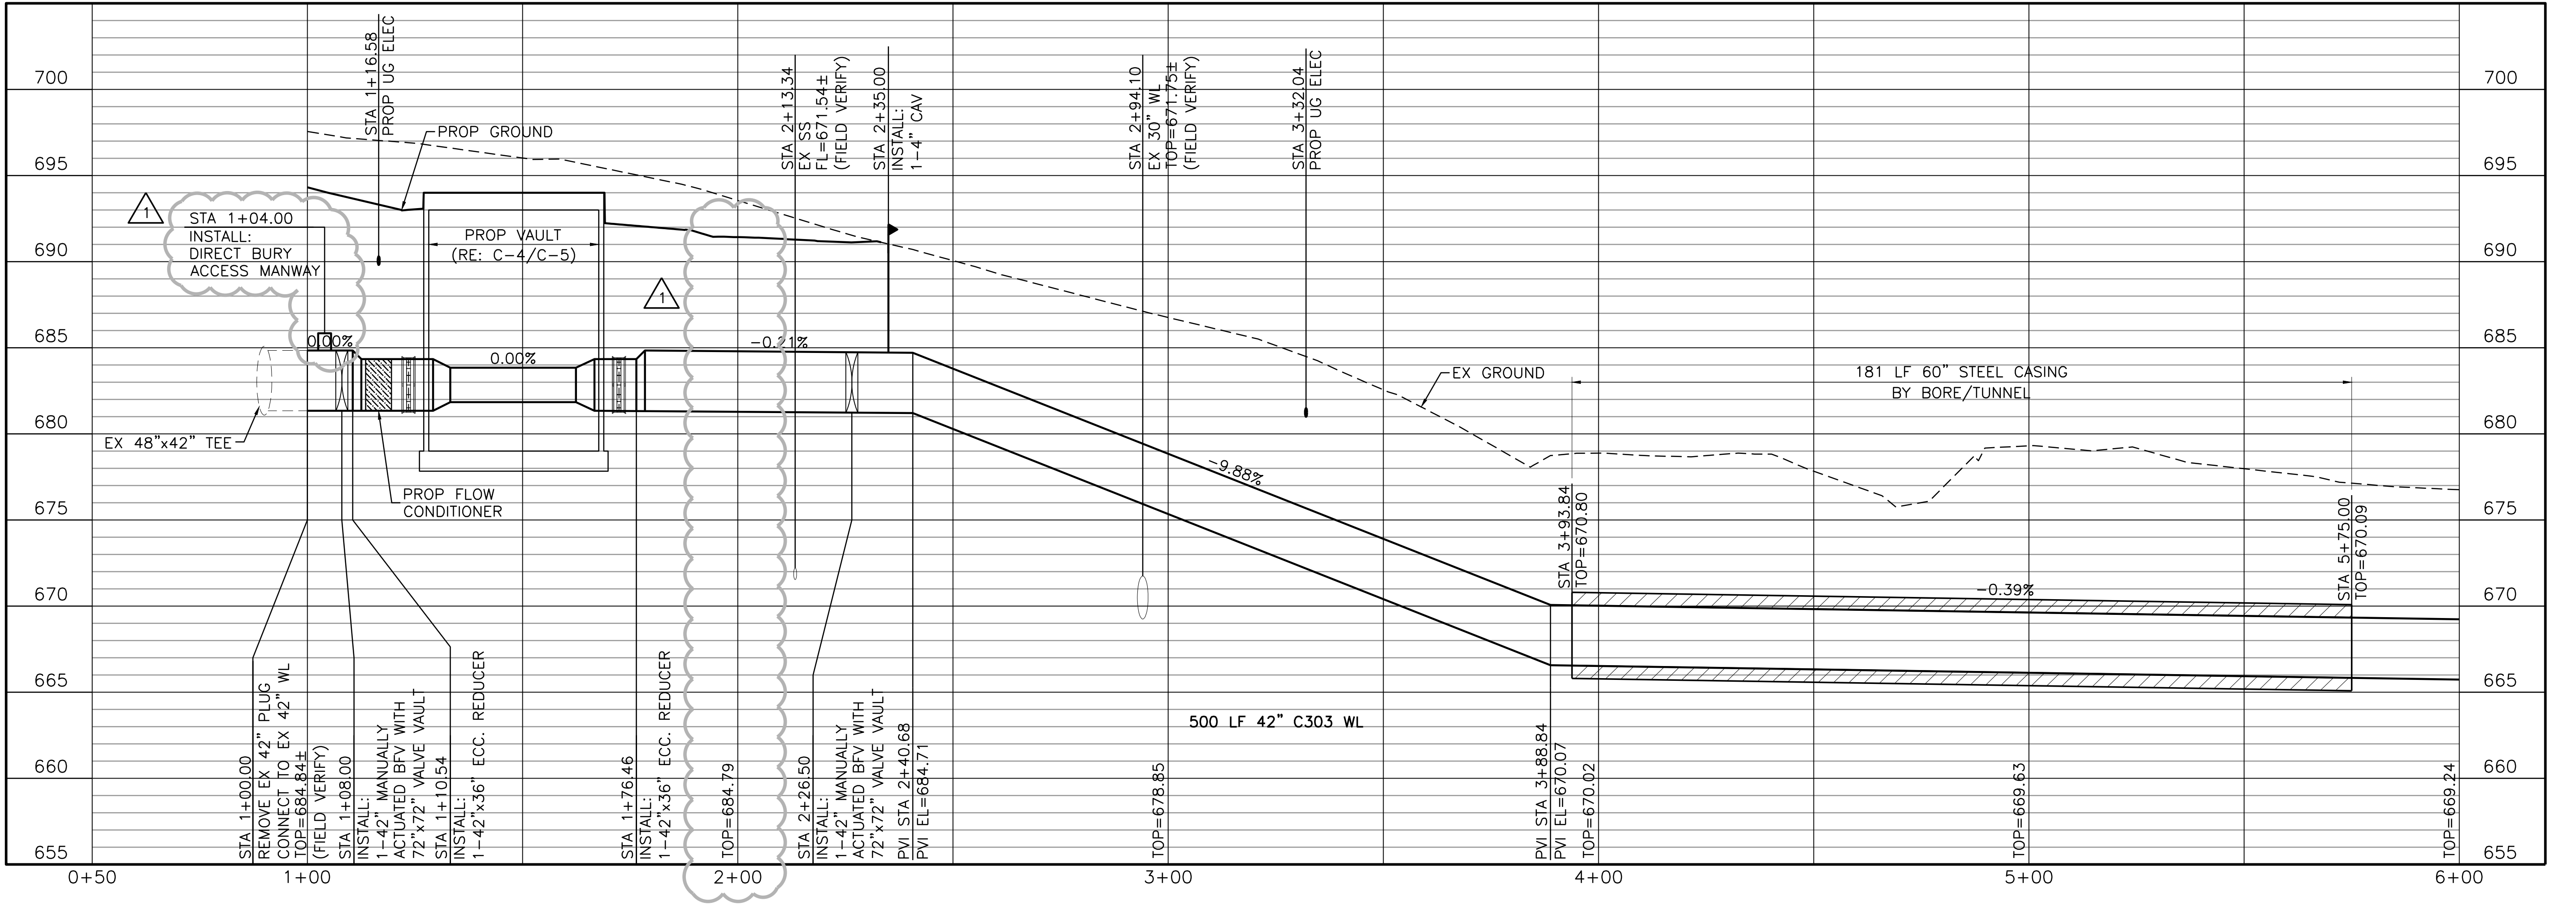 700
695
690
685
680
675
670
665
660
655
700
695
690
685
680
675
670
665
660
655
STA 1+16.58
PROP UG ELEC
PROP GROUND
1
STA 1+04.00
INSTALL:
DIRECT BURY
ACCESS MANWAY
PROP VAULT
(RE: C-4/C-5)
1
STA 2+13.34
EX SS
FL=671.54±
(FIELD VERIFY)
STA 2+35.00
INSTALL:
1-4" CAV
STA 2+94.10
EX 30" WL
TOP=671.75±
(FIELD VERIFY)
STA 3+32.04
PROP UG ELEC
0.00%
0.00%
-0.21%
EX 48"x42" TEE
PROP FLOW
CONDITIONER
-9.88%
EX GROUND
181 LF 60" STEEL CASING
BY BORE/TUNNEL
STA 3+93.84
TOP=670.80
-0.39%
STA 5+75.00
TOP=670.09
STA 1+00.00
REMOVE EX 42" PLUG
CONNECT TO EX 42" WL
TOP=684.84±
(FIELD VERIFY)
STA 1+08.00
INSTALL:
1-42" MANUALLY
ACTUATED BFV WITH
72"x72" VALVE VAULT
STA 1+10.54
INSTALL:
1-42"x36" ECC. REDUCER
STA 1+76.46
INSTALL:
1-42"x36" ECC. REDUCER
TOP=684.79
STA 2+26.50
INSTALL:
1-42" MANUALLY
ACTUATED BFV WITH
72"x72" VALVE VAULT
PVI STA 2+40.68
PVI EL=684.71
TOP=678.85
500 LF 42" C303 WL
PVI STA 3+88.84
PVI EL=670.07
TOP=670.02
TOP=669.63
TOP=669.24
0+50
1+00
2+00
3+00
4+00
5+00
6+00